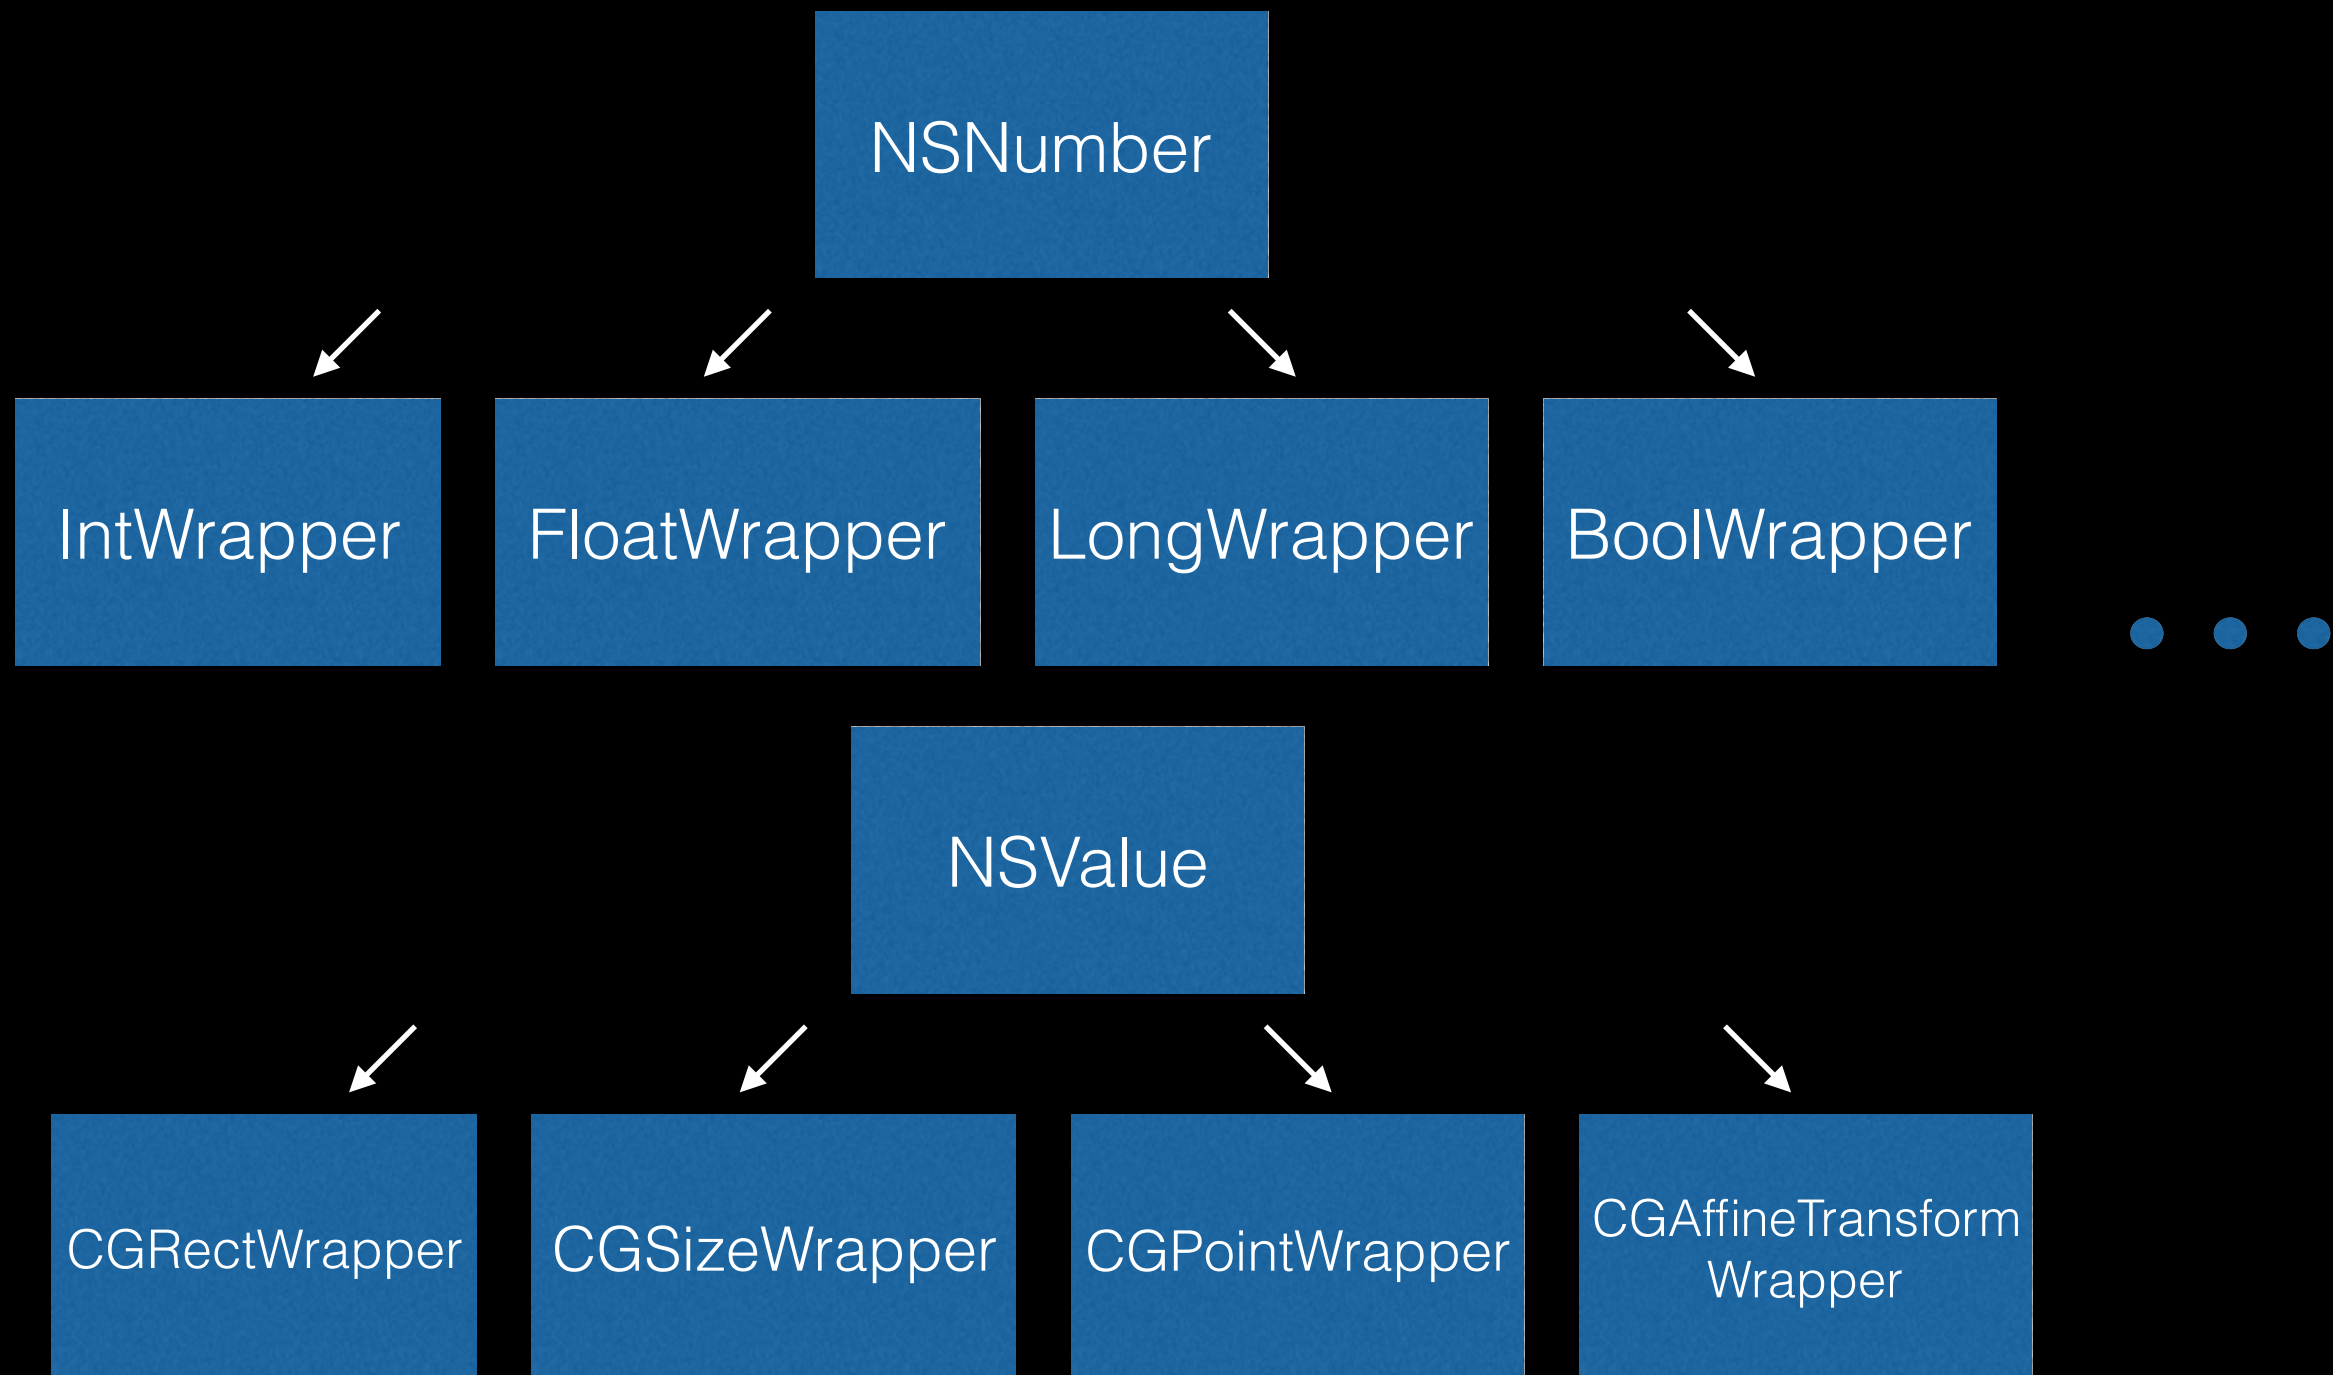 NSNumber
IntWrapper
FloatWrapper
LongWrapper
BoolWrapper
NSValue
CGRectWrapper
CGSizeWrapper
CGPointWrapper
CGAffineTransform
Wrapper